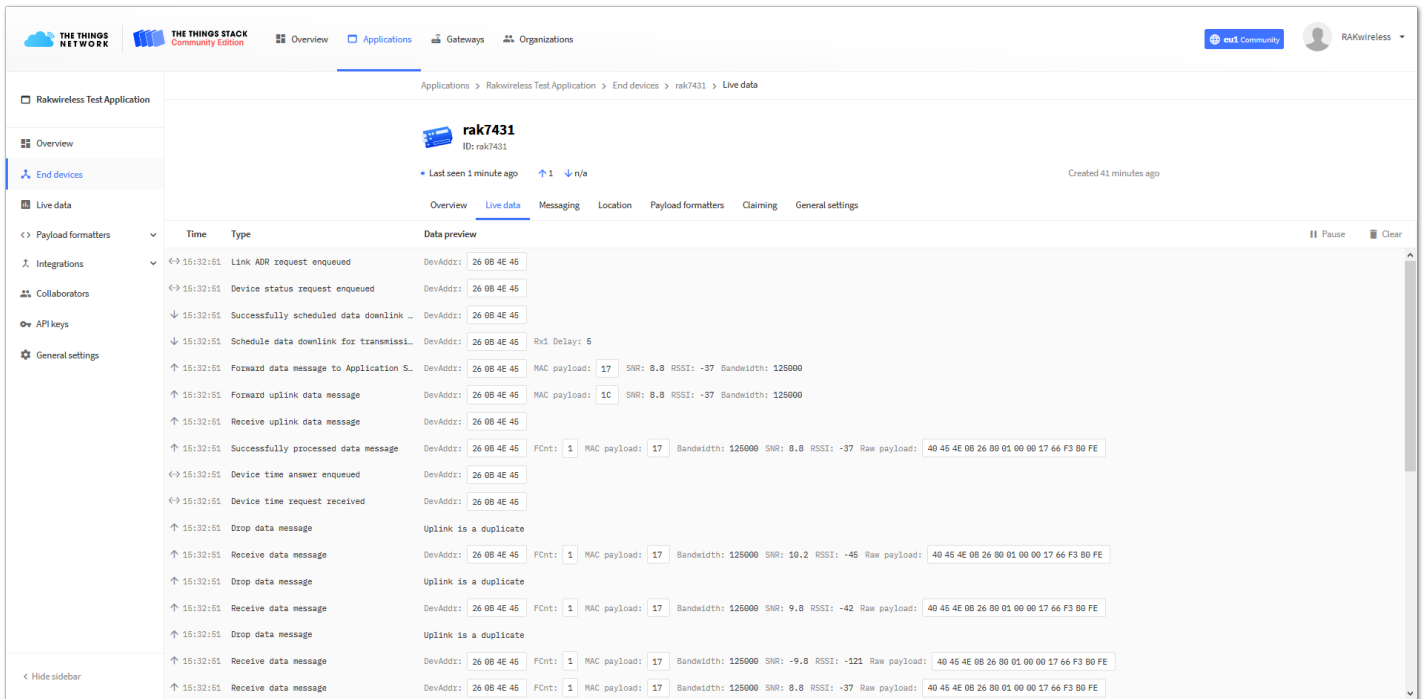 THE THINGS NETWORK THE THINGS STACK Community Edition Overview Applications Gateways Organizations eu1 Community RAKwireless
Applications > Rakwireless Test Application > End devices > rak7431 > Live data
Rakwireless Test Application
Overview
End devices
Live data
Payload formatters
Integrations
Collaborators
API keys
General settings
< Hide sidebar
rak7431
ID: rak7431
Last seen 1 minute ago ↑ 1 ↓ n/a Created 41 minutes ago
Overview Live data Messaging Location Payload formatters Claiming General settings
Time Type Data preview Pause Clear
15:32:51 Link ADR request enqueued DevAddr: 26 0B 4E 45
15:32:51 Device status request enqueued DevAddr: 26 0B 4E 45
15:32:51 Successfully scheduled data downlink … DevAddr: 26 0B 4E 45
15:32:51 Schedule data downlink for transmissi… DevAddr: 26 0B 4E 45 Rx1 Delay: 5
15:32:51 Forward data message to Application S… DevAddr: 26 0B 4E 45 MAC payload: 17 SNR: 8.8 RSSI: -37 Bandwidth: 125000
15:32:51 Forward uplink data message DevAddr: 26 0B 4E 45 MAC payload: 1C SNR: 8.8 RSSI: -37 Bandwidth: 125000
15:32:51 Receive uplink data message DevAddr: 26 0B 4E 45
15:32:51 Successfully processed data message DevAddr: 26 0B 4E 45 FCnt: 1 MAC payload: 17 Bandwidth: 125000 SNR: 8.8 RSSI: -37 Raw payload: 40 45 4E 0B 26 80 01 00 00 17 66 F3 B0 FE
15:32:51 Device time answer enqueued DevAddr: 26 0B 4E 45
15:32:51 Device time request received DevAddr: 26 0B 4E 45
15:32:51 Drop data message Uplink is a duplicate
15:32:51 Receive data message DevAddr: 26 0B 4E 45 FCnt: 1 MAC payload: 17 Bandwidth: 125000 SNR: 10.2 RSSI: -45 Raw payload: 40 45 4E 0B 26 80 01 00 00 17 66 F3 B0 FE
15:32:51 Drop data message Uplink is a duplicate
15:32:51 Receive data message DevAddr: 26 0B 4E 45 FCnt: 1 MAC payload: 17 Bandwidth: 125000 SNR: 9.8 RSSI: -42 Raw payload: 40 45 4E 0B 26 80 01 00 00 17 66 F3 B0 FE
15:32:51 Drop data message Uplink is a duplicate
15:32:51 Receive data message DevAddr: 26 0B 4E 45 FCnt: 1 MAC payload: 17 Bandwidth: 125000 SNR: -9.8 RSSI: -121 Raw payload: 40 45 4E 0B 26 80 01 00 00 17 66 F3 B0 FE
15:32:51 Receive data message DevAddr: 26 0B 4E 45 FCnt: 1 MAC payload: 17 Bandwidth: 125000 SNR: 8.8 RSSI: -37 Raw payload: 40 45 4E 0B 26 80 01 00 00 17 66 F3 B0 FE